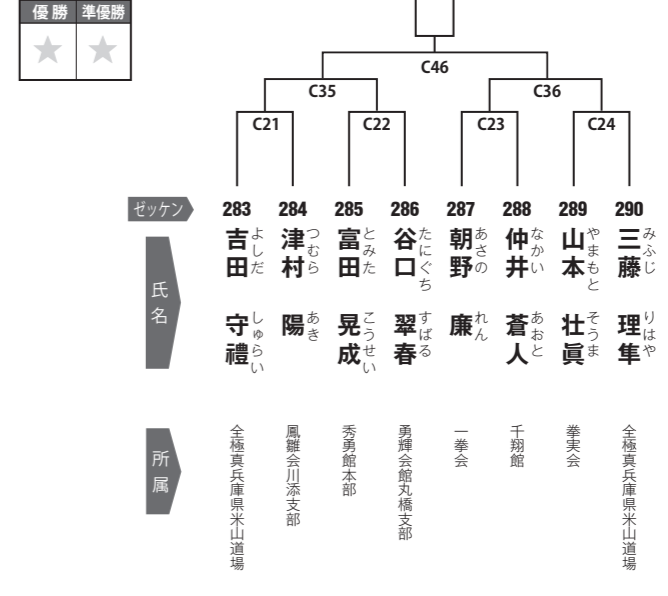 優勝 準優勝
C46
C35 C36
C21 C22 C23 C24
ゼッケン 283 284 285 286 287 288 289 290
氏名
吉田 守禮
よしだ しゅらい
津村 陽
つむら あき
富田 晃成
とみた こうせい
谷口 翠春
たにぐち すばる
朝野 廉
あさの れん
仲井 蒼人
なかい あおと
山本 壮眞
やまもと そうま
三藤 理隼
みふじ りはや
所属
全極真兵庫県米山道場
鳳雛会川添支部
秀勇館本部
勇輝会館丸橋支部
一拳会
千翔館
拳実会
全極真兵庫県米山道場